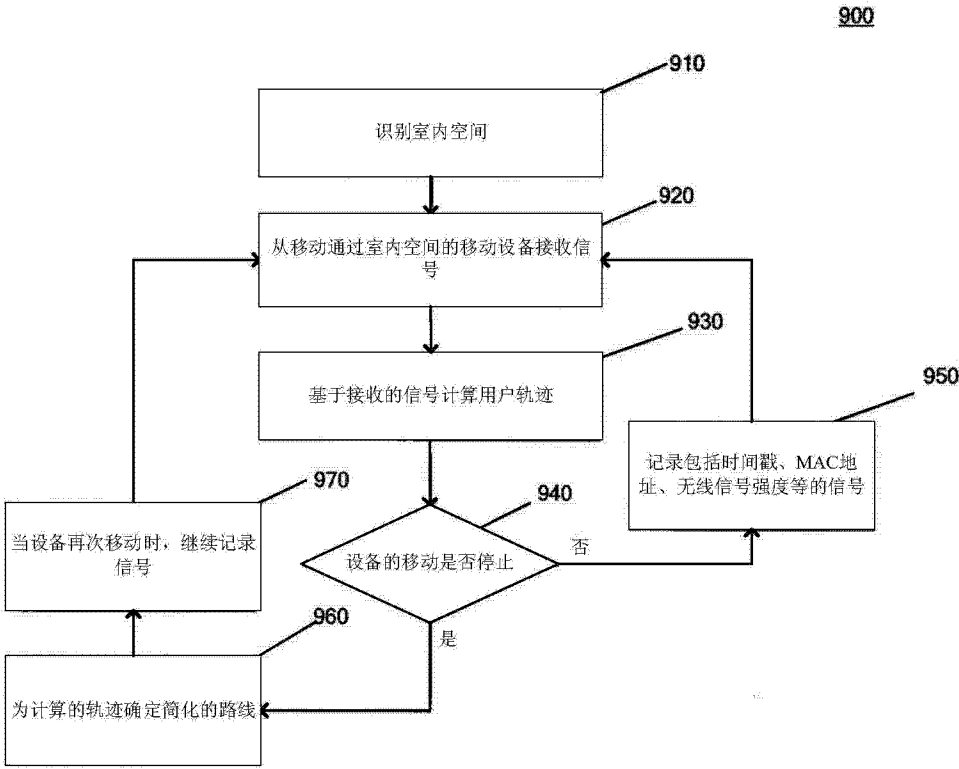 900
910
识别室内空间
920
从移动通过室内空间的移动设备接收信
号
930
基于接收的信号计算用户轨迹
950
记录包括时间戳、MAC地
址、无线信号强度等的信号
940
设备的移动是否停止
否
是
970
当设备再次移动时，继续记录
信号
960
为计算的轨迹确定简化的路线